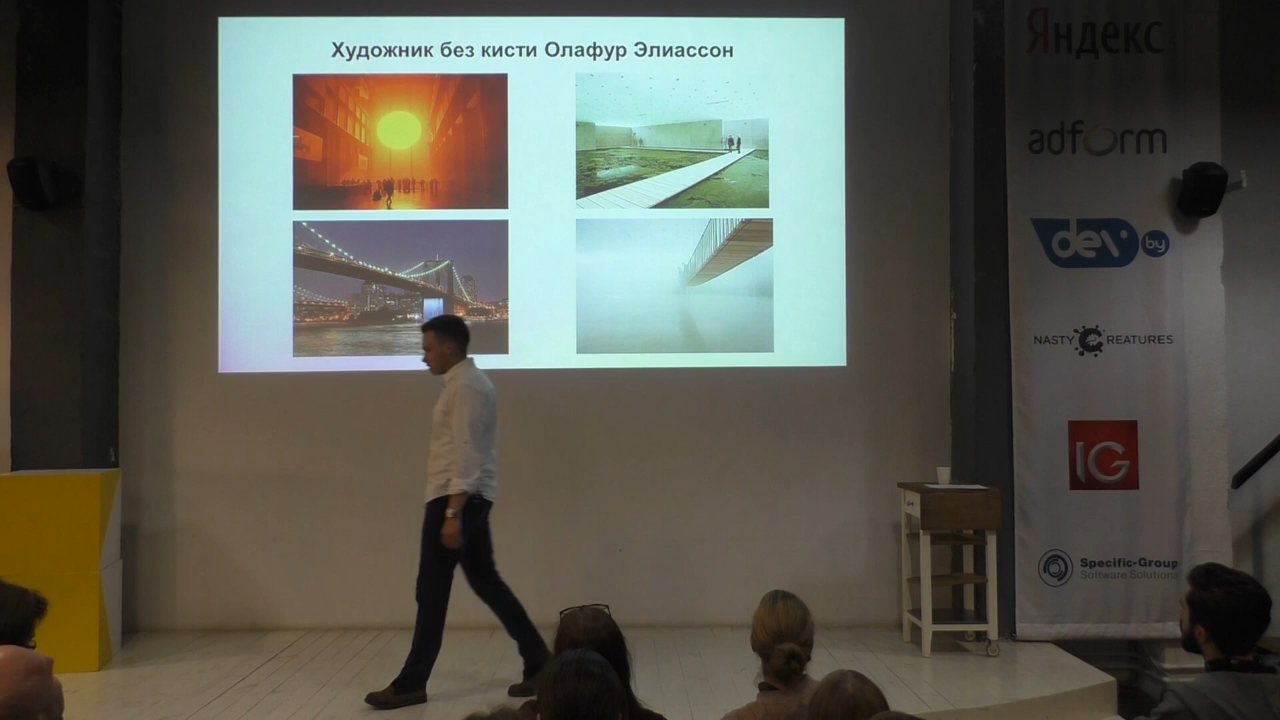 Художник без кисти Олафур Элиассон
Яндекс
adform
dev by
NASTY CREATURES
IG
Specific-Group
Software Solutions